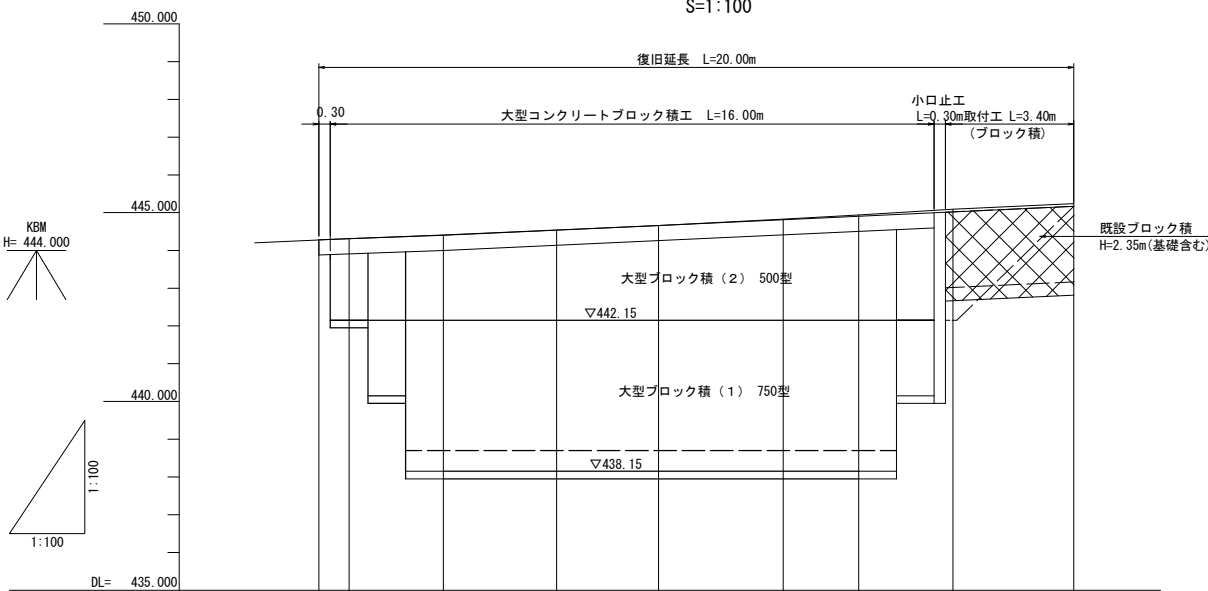 S=1:100
450.000
復旧延長 L=20.00m
0.30
大型コンクリートブロック積工 L=16.00m
小口止工
L=0.30m
取付工 L=3.40m
(ブロック積)
445.000
KBM
H= 444.000
既設ブロック積
H=2.35m(基礎含む)
大型ブロック積(2) 500型
▽442.15
440.000
大型ブロック積(1) 750型
▽438.15
1:100
1:100
DL= 435.000